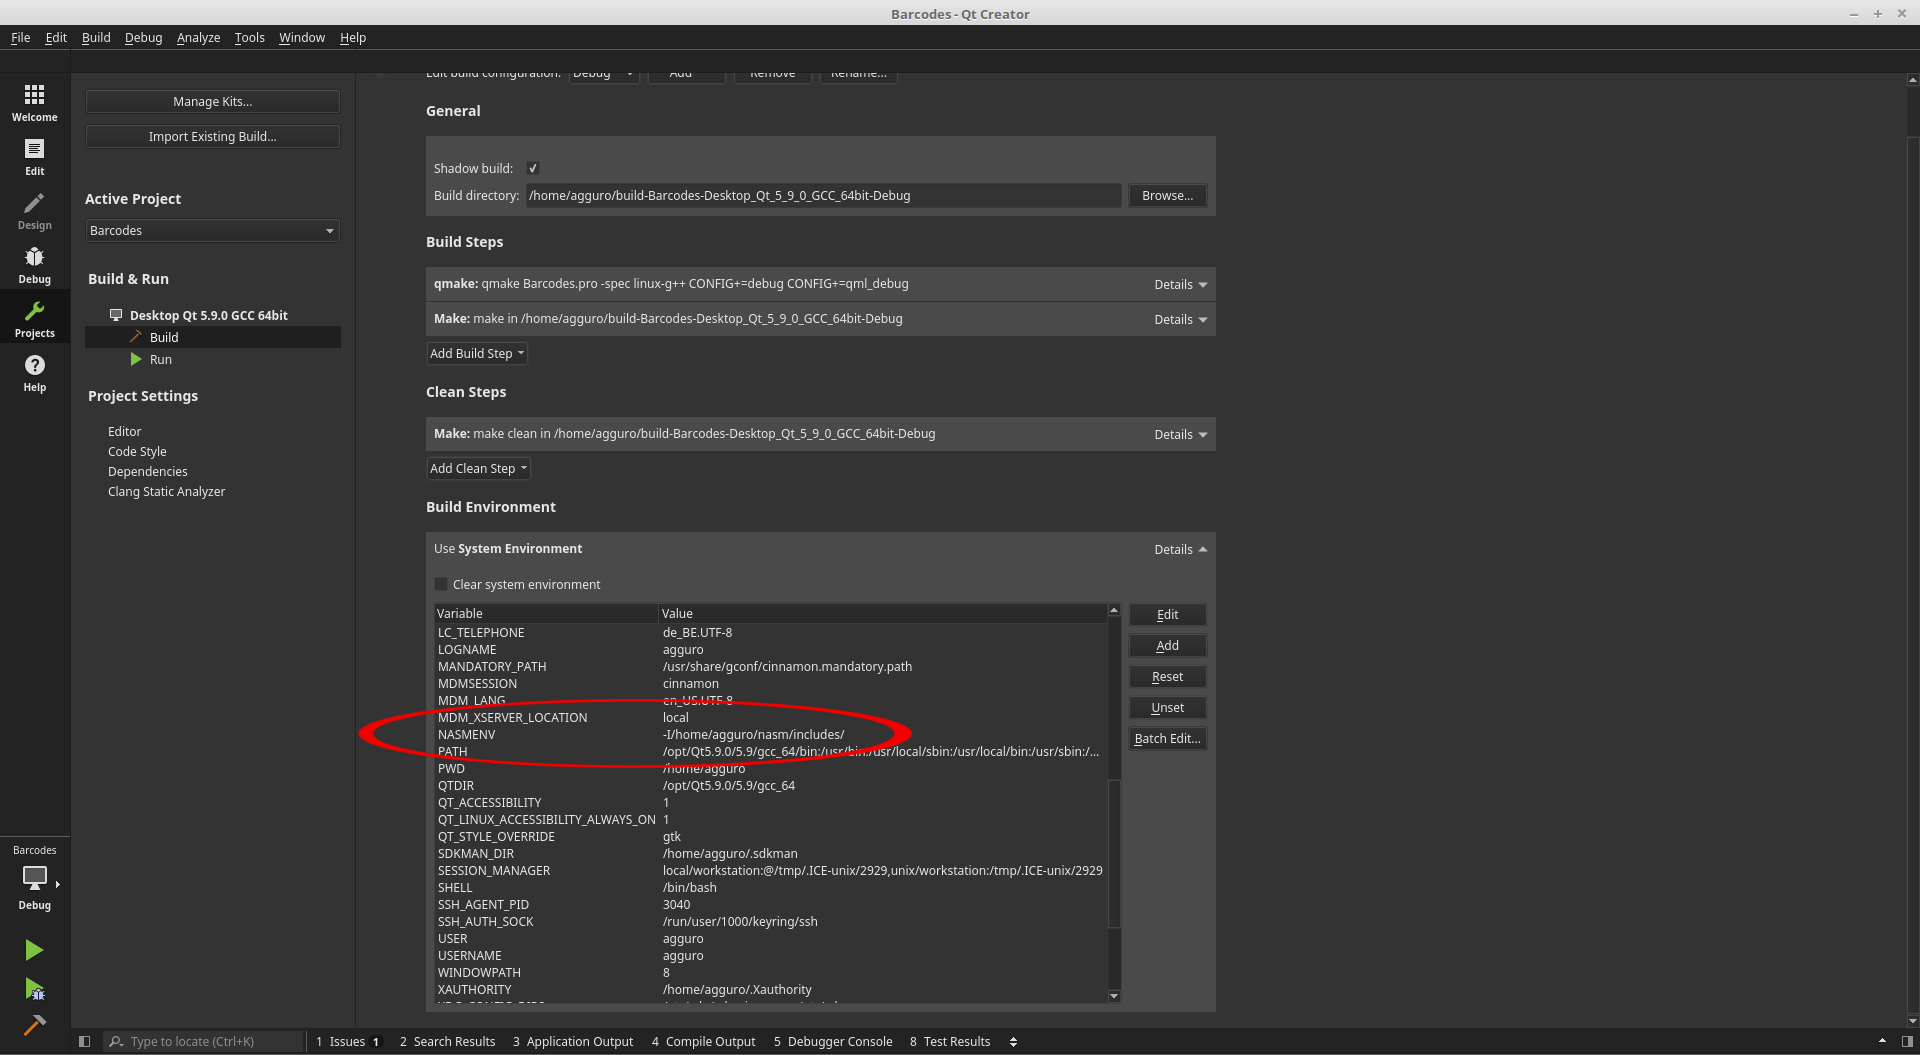 Barcodes - Qt Creator
File Edit Build Debug Analyze Tools Window Help
Edit build configuration: Debug Add Remove Rename...
Welcome
Edit
Design
Debug
Projects
Help
Manage Kits...
Import Existing Build...
Active Project
Barcodes
Build & Run
Desktop Qt 5.9.0 GCC 64bit
Build
Run
Project Settings
Editor
Code Style
Dependencies
Clang Static Analyzer
General
Shadow build:
Build directory: /home/agguro/build-Barcodes-Desktop_Qt_5_9_0_GCC_64bit-Debug Browse...
Build Steps
qmake: qmake Barcodes.pro -spec linux-g++ CONFIG+=debug CONFIG+=qml_debug Details
Make: make in /home/agguro/build-Barcodes-Desktop_Qt_5_9_0_GCC_64bit-Debug Details
Add Build Step
Clean Steps
Make: make clean in /home/agguro/build-Barcodes-Desktop_Qt_5_9_0_GCC_64bit-Debug Details
Add Clean Step
Build Environment
Use System Environment Details
Clear system environment
Variable Value
LC_TELEPHONE de_BE.UTF-8
LOGNAME agguro
MANDATORY_PATH /usr/share/gconf/cinnamon.mandatory.path
MDMSESSION cinnamon
MDM_LANG en_US.UTF-8
MDM_XSERVER_LOCATION local
NASMENV -I/home/agguro/nasm/includes/
PATH /opt/Qt5.9.0/5.9/gcc_64/bin:/usr/bin:/usr/local/sbin:/usr/local/bin:/usr/sbin:/...
PWD /home/agguro
QTDIR /opt/Qt5.9.0/5.9/gcc_64
QT_ACCESSIBILITY 1
QT_LINUX_ACCESSIBILITY_ALWAYS_ON 1
QT_STYLE_OVERRIDE gtk
SDKMAN_DIR /home/agguro/.sdkman
SESSION_MANAGER local/workstation:@/tmp/.ICE-unix/2929,unix/workstation:/tmp/.ICE-unix/2929
SHELL /bin/bash
SSH_AGENT_PID 3040
SSH_AUTH_SOCK /run/user/1000/keyring/ssh
USER agguro
USERNAME agguro
WINDOWPATH 8
XAUTHORITY /home/agguro/.Xauthority
Edit
Add
Reset
Unset
Batch Edit...
Barcodes
Debug
Type to locate (Ctrl+K) 1 Issues 1 2 Search Results 3 Application Output 4 Compile Output 5 Debugger Console 8 Test Results